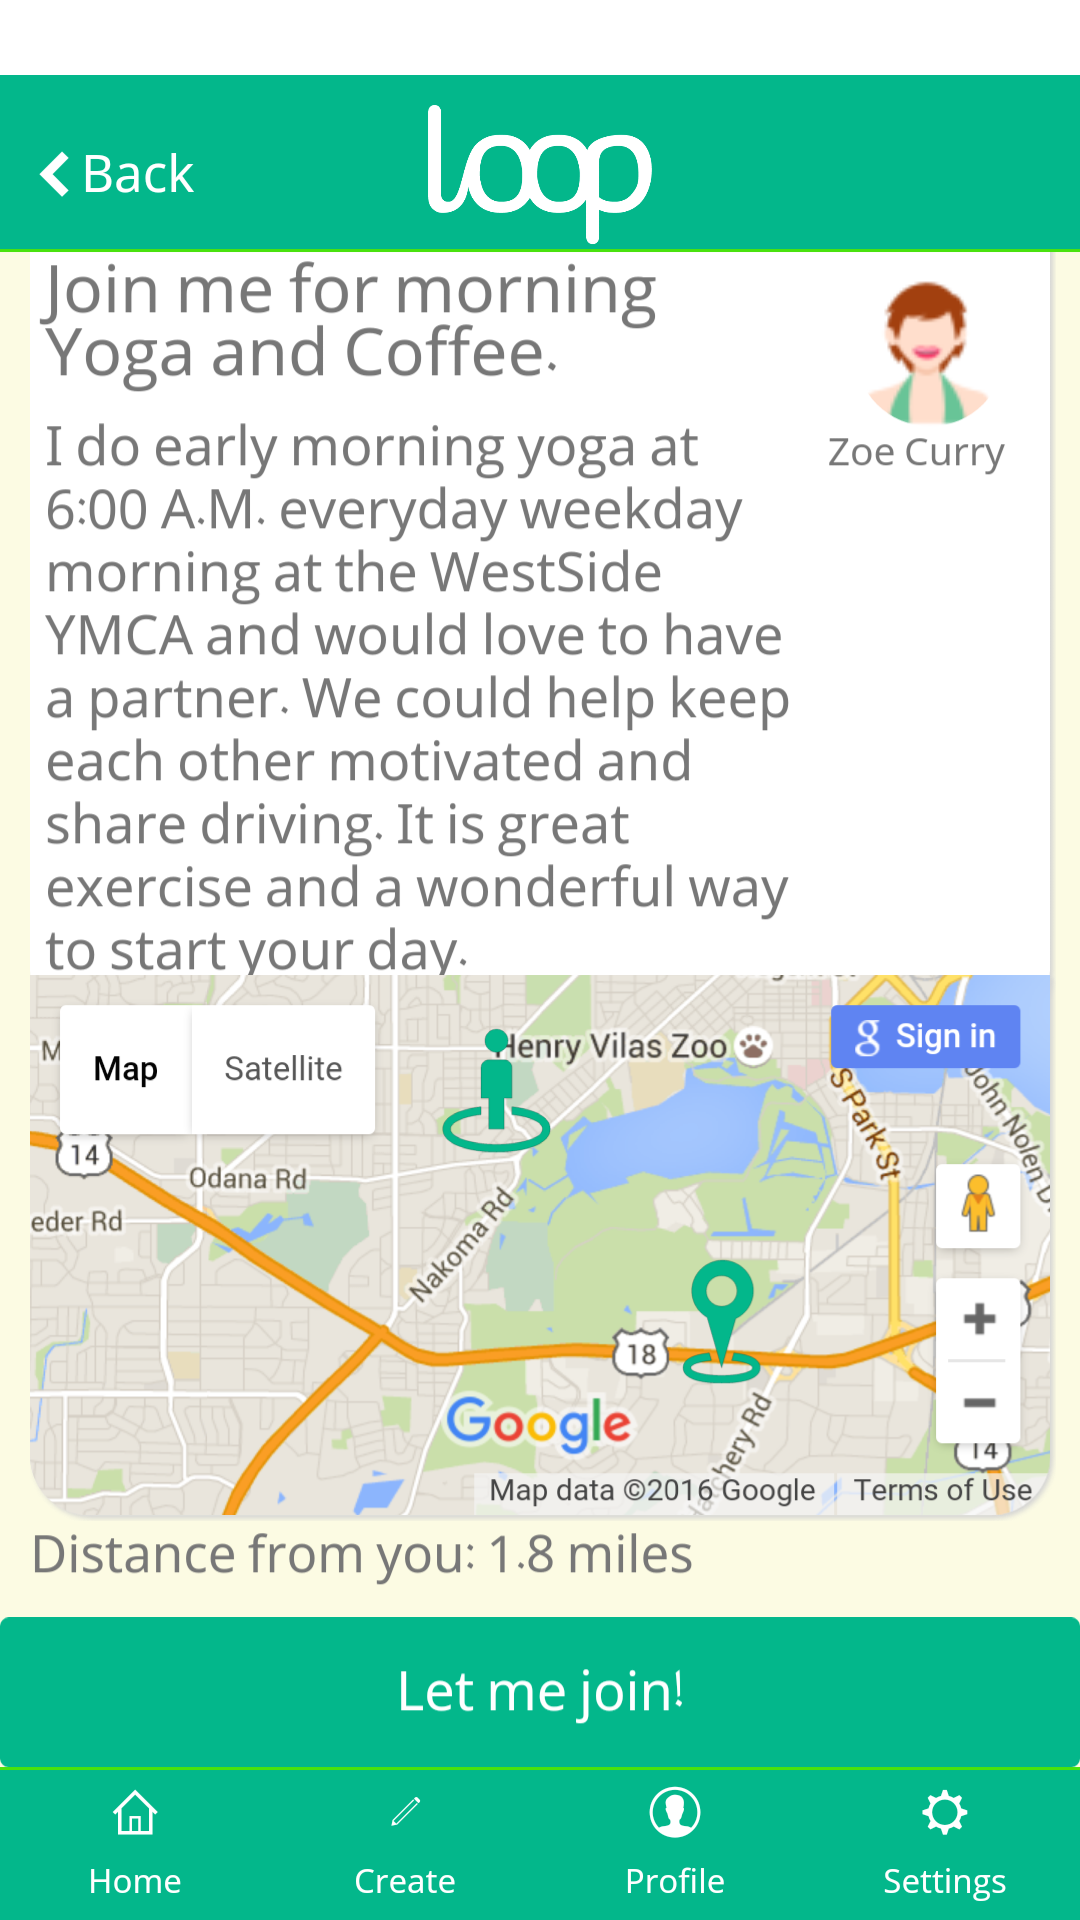 Back
loop
Join me for morning
Yoga and Coffee.
Zoe Curry
I do early morning yoga at
6:00 A.M. everyday weekday
morning at the WestSide
YMCA and would love to have
a partner. We could help keep
each other motivated and
share driving. It is great
exercise and a wonderful way
to start your day.
Map
Satellite
Henry Vilas Zoo
g Sign in
S Park St
John Nolen D
14
Odana Rd
eder Rd
Nakoma Rd
18
Google
14
Map data ©2016 Google
Terms of Use
Distance from you: 1.8 miles
Let me join!
Home
Create
Profile
Settings